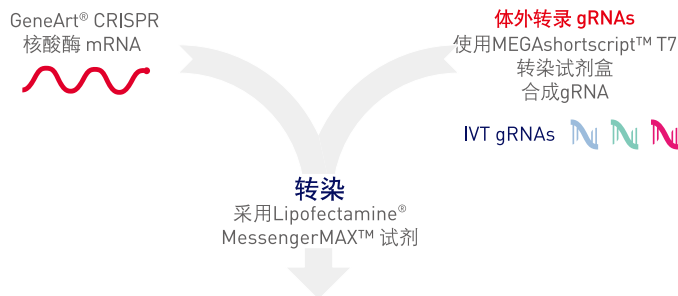 GeneArt® CRISPR
核酸酶 mRNA
体外转录 gRNAs
使用MEGAshortscript™ T7
转染试剂盒
合成gRNA
IVT gRNAs
转染
采用Lipofectamine®
MessengerMAX™ 试剂